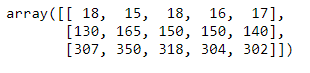 array([[ 18,  15,  18,  16,  17],
       [130, 165, 150, 150, 140],
       [307, 350, 318, 304, 302]])